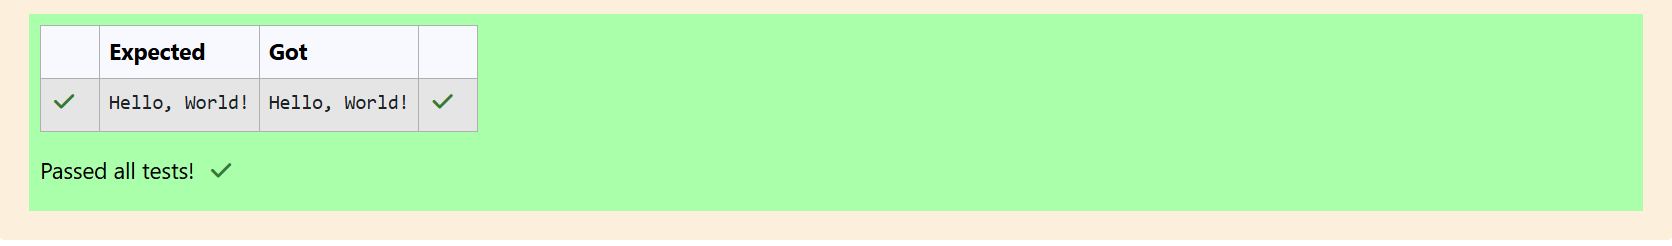 Expected Got
Hello, World! Hello, World!
Passed all tests!